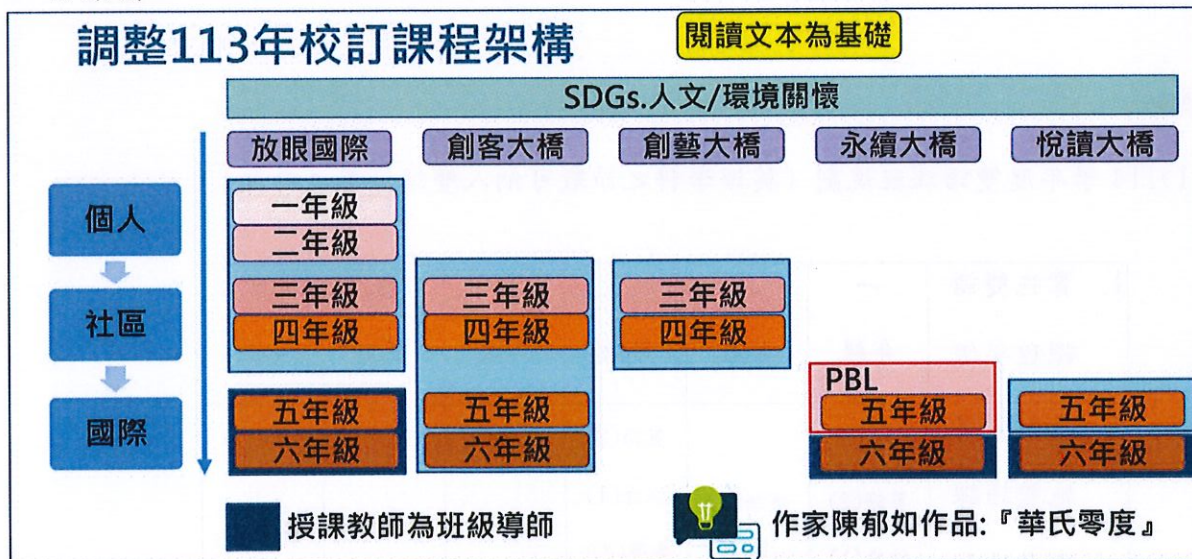 調整113年校訂課程架構
閱讀文本為基礎
SDGs.人文/環境關懷
放眼國際 創客大橋 創藝大橋 永續大橋 悅讀大橋
個人
一年級
二年級
社區
三年級 三年級 三年級
四年級 四年級 四年級
PBL
國際
五年級 五年級 五年級 五年級
六年級 六年級 六年級 六年級
授課教師為班級導師
作家陳郁如作品:『華氏零度』